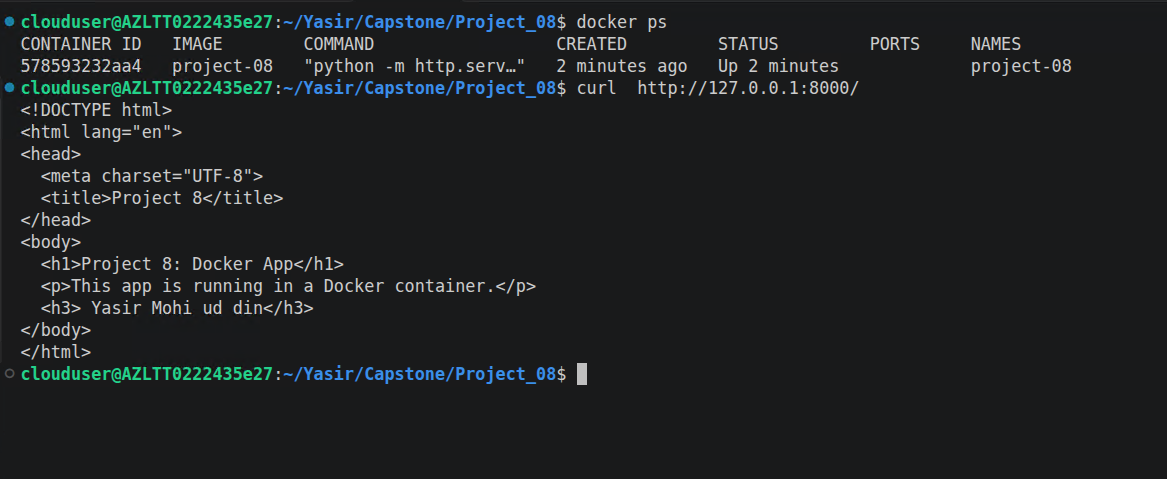 clouduser@AZLTT0222435e27:~/Yasir/Capstone/Project_08$ docker ps
CONTAINER ID   IMAGE        COMMAND                  CREATED         STATUS         PORTS     NAMES
578593232aa4   project-08   "python -m http.serv…"   2 minutes ago   Up 2 minutes             project-08
clouduser@AZLTT0222435e27:~/Yasir/Capstone/Project_08$ curl  http://127.0.0.1:8000/
<!DOCTYPE html>
<html lang="en">
<head>
  <meta charset="UTF-8">
  <title>Project 8</title>
</head>
<body>
  <h1>Project 8: Docker App</h1>
  <p>This app is running in a Docker container.</p>
  <h3> Yasir Mohi ud din</h3>
</body>
</html>
clouduser@AZLTT0222435e27:~/Yasir/Capstone/Project_08$